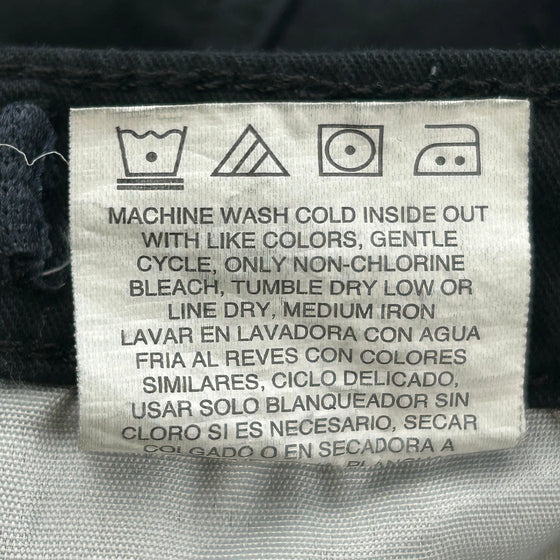 MACHINE WASH COLD INSIDE OUT
WITH LIKE COLORS, GENTLE
CYCLE, ONLY NON-CHLORINE
BLEACH, TUMBLE DRY LOW OR
LINE DRY, MEDIUM IRON
LAVAR EN LAVADORA CON AGUA
FRIA AL REVES CON COLORES
SIMILARES, CICLO DELICADO,
USAR SOLO BLANQUEADOR SIN
CLORO SI ES NECESARIO, SECAR
COLGADO O EN SECADORA A